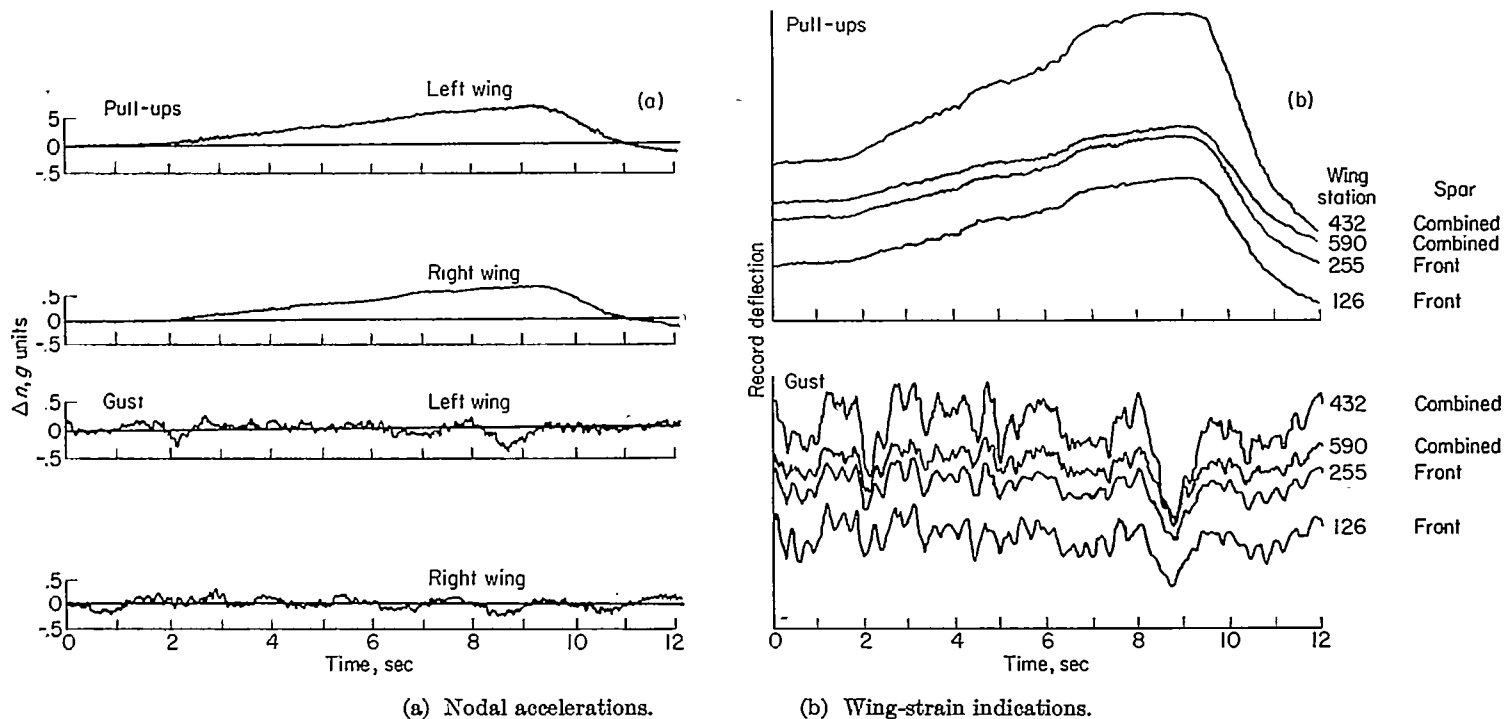 Pull-ups
Left wing
(a)
5
0
-.5
Right wing
.5
0
-.5
Δn, g units
Gust
Left wing
.5
0
-.5
Right wing
.5
0
-.5
0 2 4 6 8 10 12
Time, sec
(a) Nodal accelerations.
Pull-ups
(b)
Wing station Spar
432 Combined
590 Combined
255 Front
126 Front
Record deflection
Gust
432 Combined
590 Combined
255 Front
126 Front
0 2 4 6 8 10 12
Time, sec
(b) Wing-strain indications.